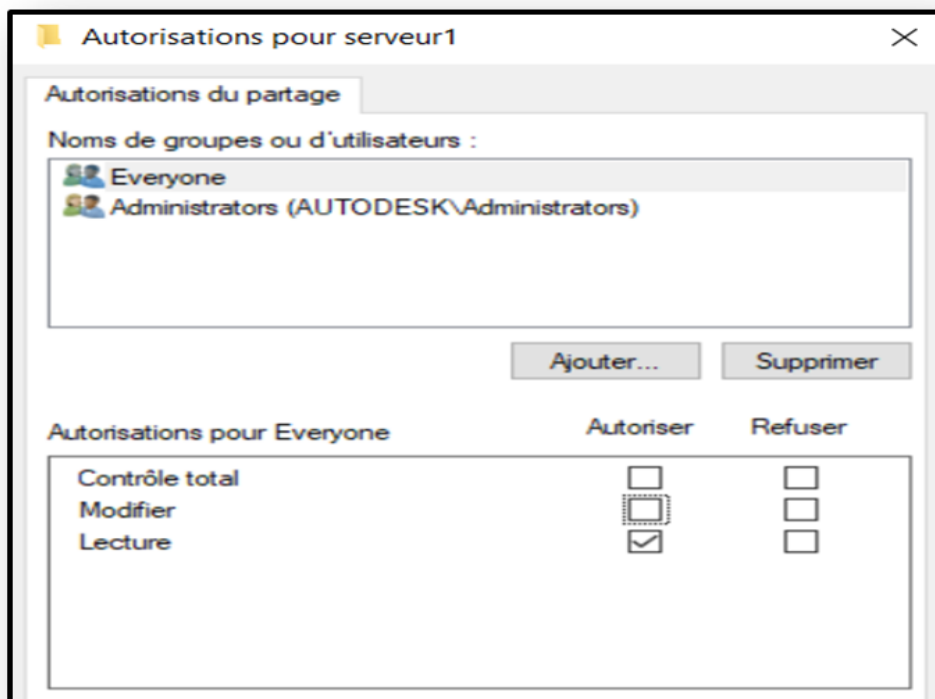 Autorisations pour serveur1
Autorisations du partage
Noms de groupes ou d'utilisateurs :
Everyone
Administrators (AUTODESK\Administrators)
Ajouter... Supprimer
Autorisations pour Everyone Autoriser Refuser
Contrôle total
Modifier
Lecture